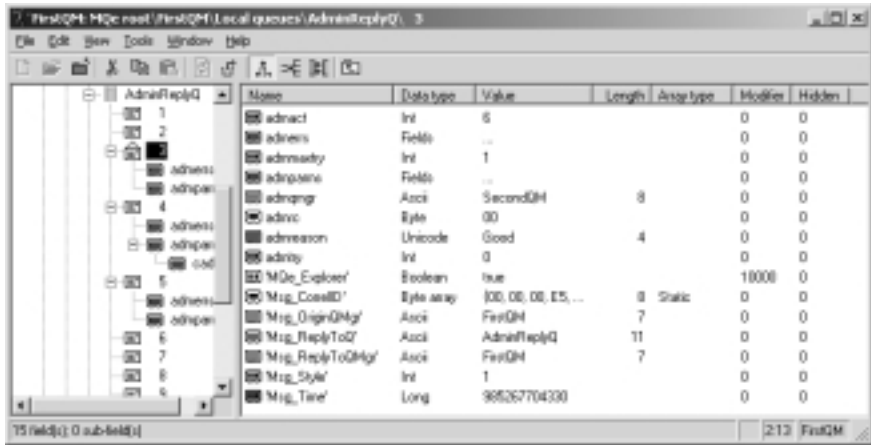 FirstQM: MQe root\FirstQM\Local queues\AdminReplyQ\ 3
File Edit View Tools Window Help
AdminReplyQ
1
2
3
4
5
6
7
8
9
Name Data type Value Length Array type Modifier Hidden
admact Int 6 0 0
admerrs Fields ... 0 0
admmaxtry Int 1 0 0
admparms Fields ... 0 0
admqmgr Ascii SecondQM 8 0 0
admrc Byte 00 0 0
admreason Unicode Good 4 0 0
admtry Int 0 0 0
'MQe_Explorer' Boolean true 10000 0
'Msg_CorrelID' Byte array {00, 00, 00, E5, ... 8 Static 0 0
'Msg_OriginQMgr' Ascii FirstQM 7 0 0
'Msg_ReplyToQ' Ascii AdminReplyQ 11 0 0
'Msg_ReplyToQMgr' Ascii FirstQM 7 0 0
'Msg_Style' Int 1 0 0
'Msg_Time' Long 985267704330 0 0
15 field(s); 0 sub-field(s) 2:13 FirstQM